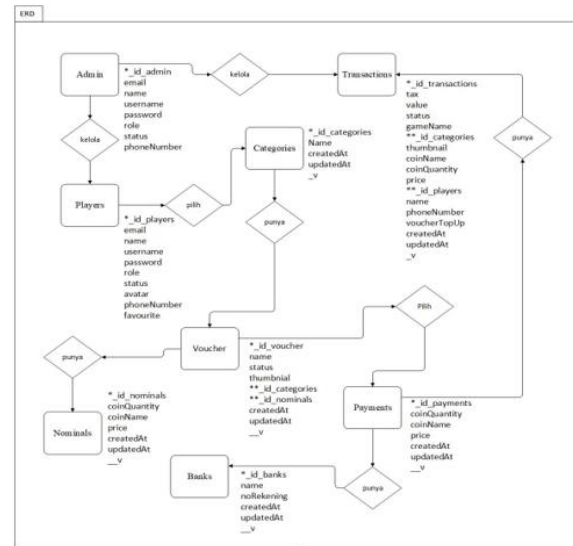 ERD
Admin
*_id_admin
email
name
username
password
role
status
phoneNumber
kelola
Transactions
*_id_transactions
tax
value
status
gameName
**_id_categories
thumbnail
coinName
coinQuantity
price
**_id_players
name
phoneNumber
voucherTopUp
createdAt
updatedAt
_v
punya
kelola
Categories
*_id_categories
Name
createdAt
updatedAt
_v
Players
*_id_players
email
name
username
password
role
status
avatar
phoneNumber
favourite
pilih
punya
Voucher
*_id_voucher
name
status
thumbnial
**_id_categories
**_id_nominals
createdAt
updatedAt
__v
Pilih
punya
Nominals
*_id_nominals
coinQuantity
coinName
price
createdAt
updatedAt
__v
Payments
*_id_payments
coinQuantity
coinName
price
createdAt
updatedAt
__v
Banks
*_id_banks
name
noRekening
createdAt
updatedAt
__v
punya